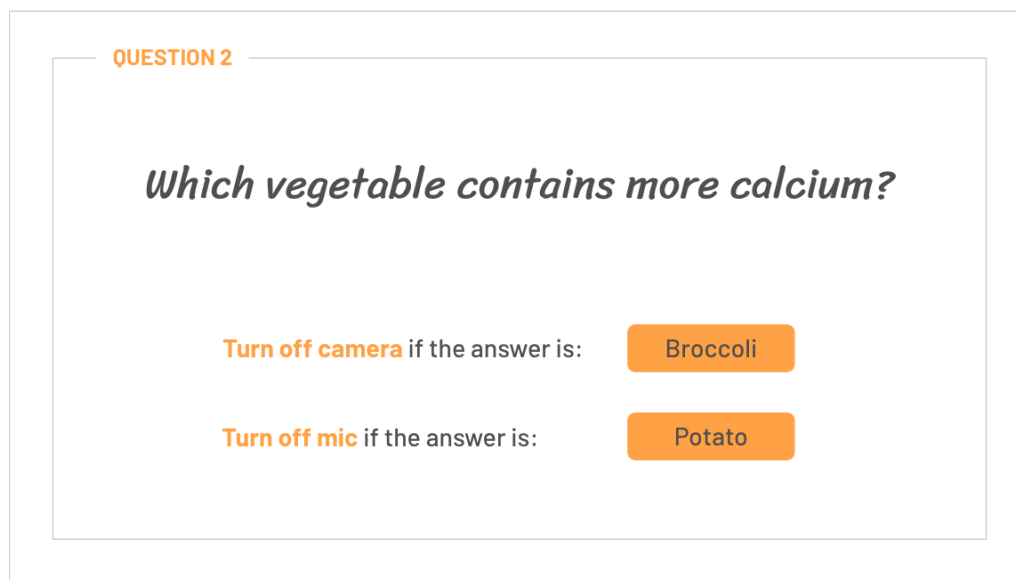 QUESTION 2
Which vegetable contains more calcium?
Turn off camera if the answer is: Broccoli
Turn off mic if the answer is: Potato